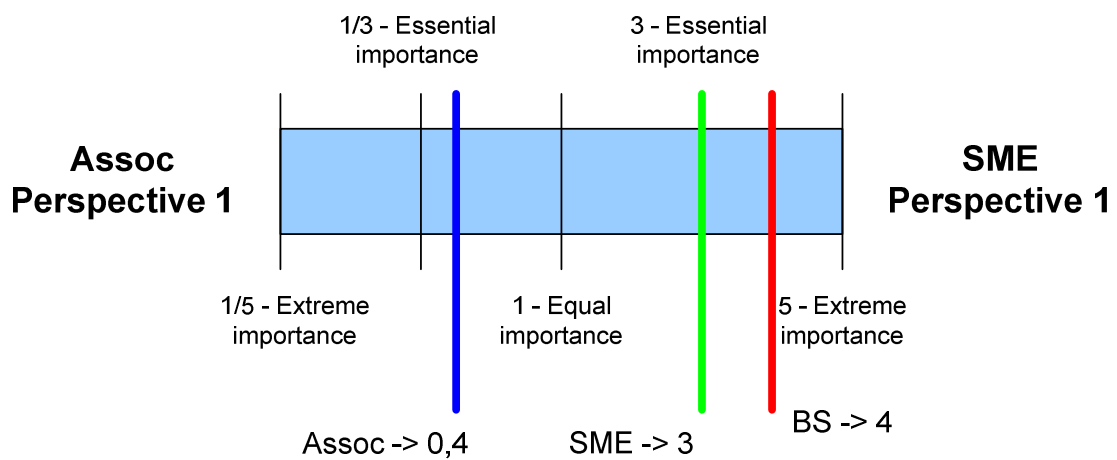 1/3 - Essential
importance
3 - Essential
importance
Assoc
Perspective 1
SME
Perspective 1
1/5 - Extreme
importance
1 - Equal
importance
5 - Extreme
importance
Assoc -> 0,4
SME -> 3
BS -> 4